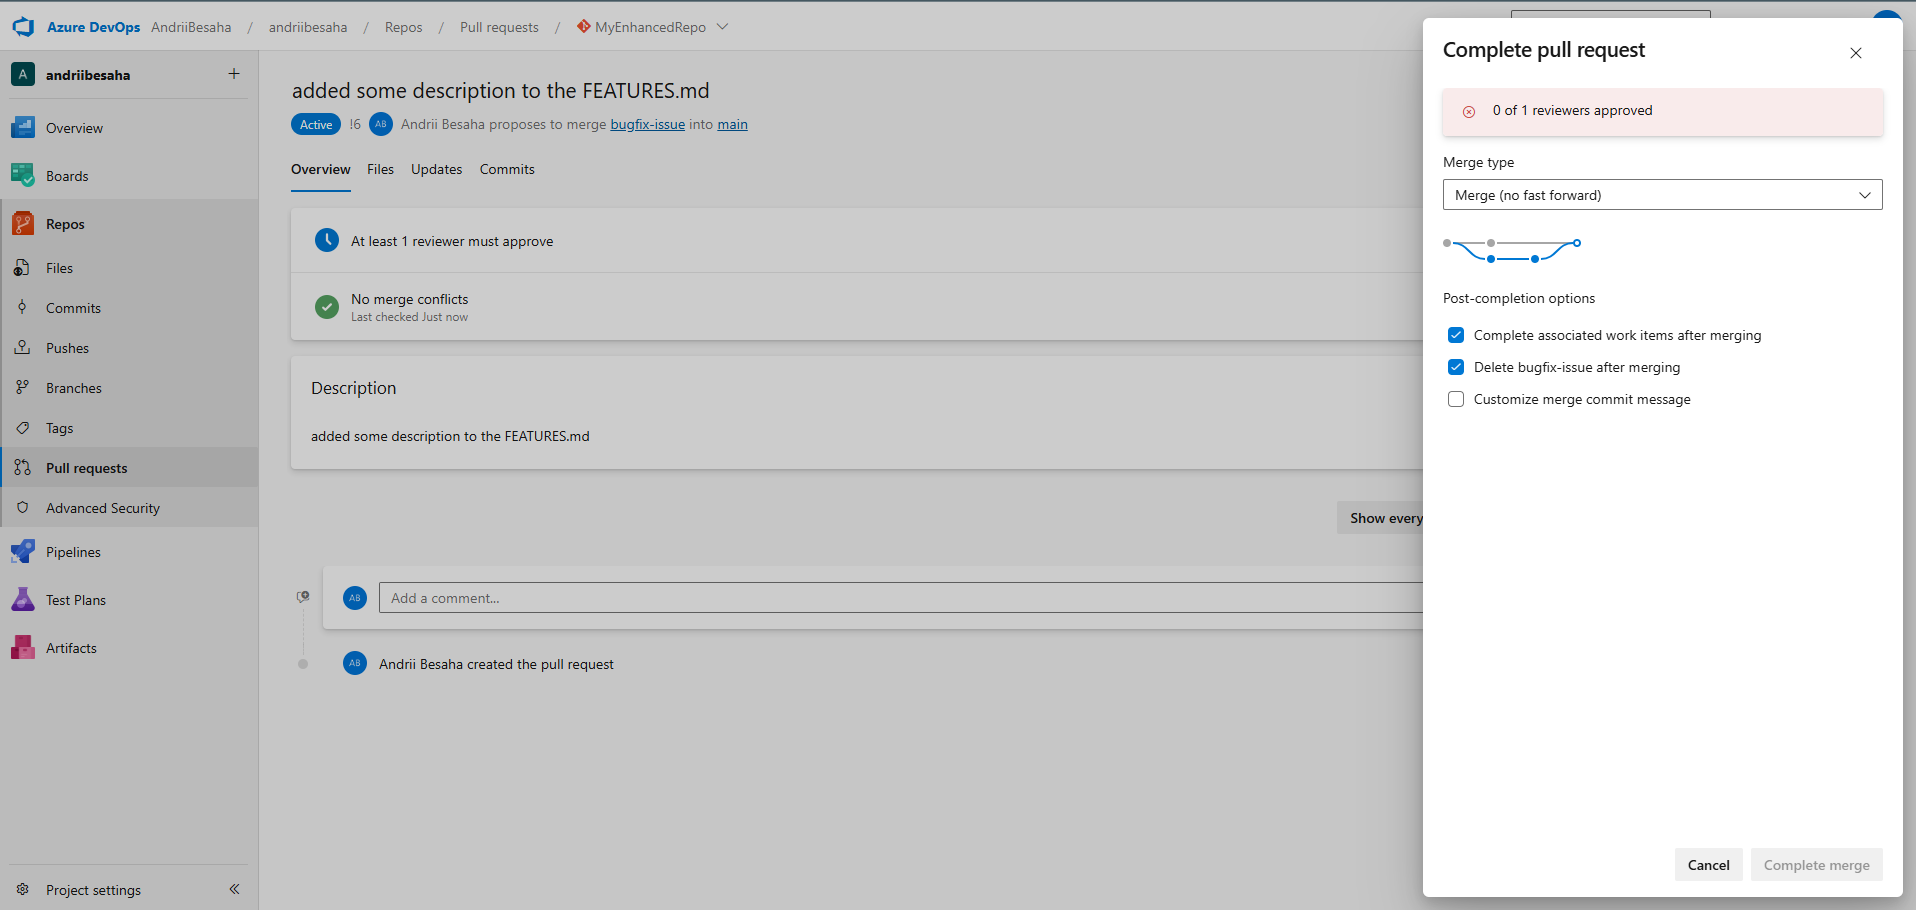 Azure DevOps AndriiBesaha / andriibesaha / Repos / Pull requests / MyEnhancedRepo
A andriibesaha +
Overview
Boards
Repos
Files
Commits
Pushes
Branches
Tags
Pull requests
Advanced Security
Pipelines
Test Plans
Artifacts
Project settings
added some description to the FEATURES.md
Active !6 AB Andrii Besaha proposes to merge bugfix-issue into main
Overview Files Updates Commits
At least 1 reviewer must approve
No merge conflicts
Last checked Just now
Description
added some description to the FEATURES.md
Show every
AB Add a comment...
AB Andrii Besaha created the pull request
Complete pull request
0 of 1 reviewers approved
Merge type
Merge (no fast forward)
Post-completion options
Complete associated work items after merging
Delete bugfix-issue after merging
Customize merge commit message
Cancel Complete merge